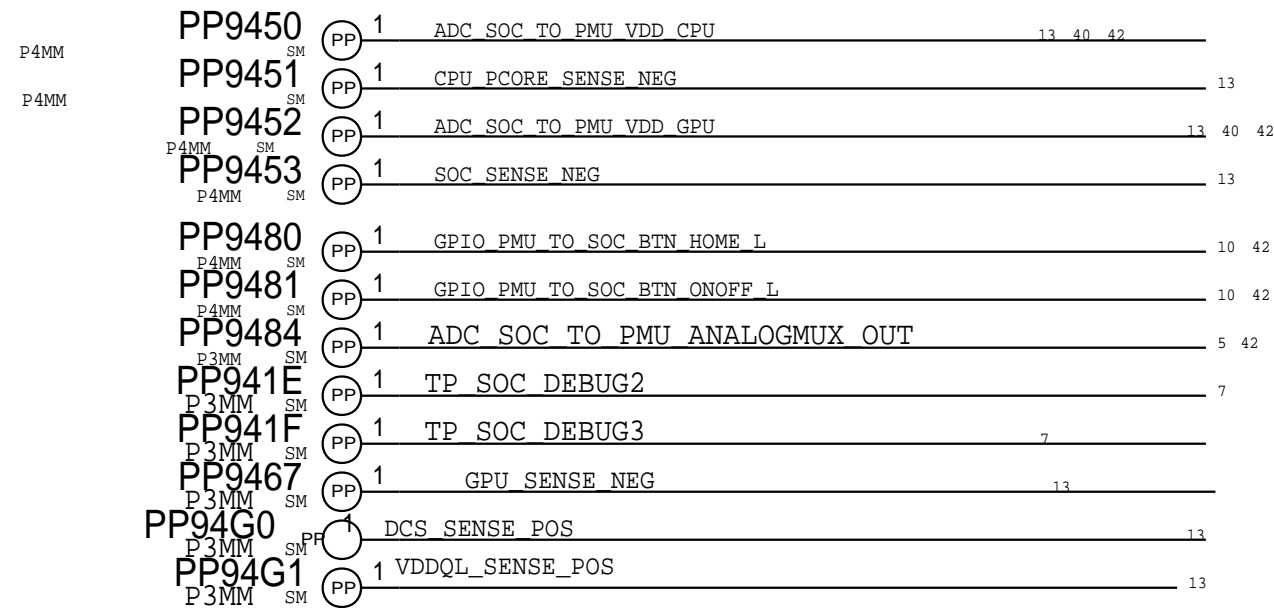 PP9450 PP 1 ADC_SOC_TO_PMU_VDD_CPU 13 40 42
P4MM SM
PP9451 PP 1 CPU_PCORE_SENSE_NEG 13
P4MM SM
PP9452 PP 1 ADC_SOC_TO_PMU_VDD_GPU 13 40 42
P4MM SM
PP9453 PP 1 SOC_SENSE_NEG 13
P4MM SM
PP9480 PP 1 GPIO_PMU_TO_SOC_BTN_HOME_L 10 42
P4MM SM
PP9481 PP 1 GPIO_PMU_TO_SOC_BTN_ONOFF_L 10 42
P4MM SM
PP9484 PP 1 ADC_SOC_TO_PMU_ANALOGMUX_OUT 5 42
P3MM SM
PP941E PP 1 TP_SOC_DEBUG2 7
P3MM SM
PP941F PP 1 TP_SOC_DEBUG3 7
P3MM SM
PP9467 PP 1 GPU_SENSE_NEG 13
P3MM SM
PP94G0 PP 1 DCS_SENSE_POS 13
P3MM SM
PP94G1 PP 1 VDDQL_SENSE_POS 13
P3MM SM